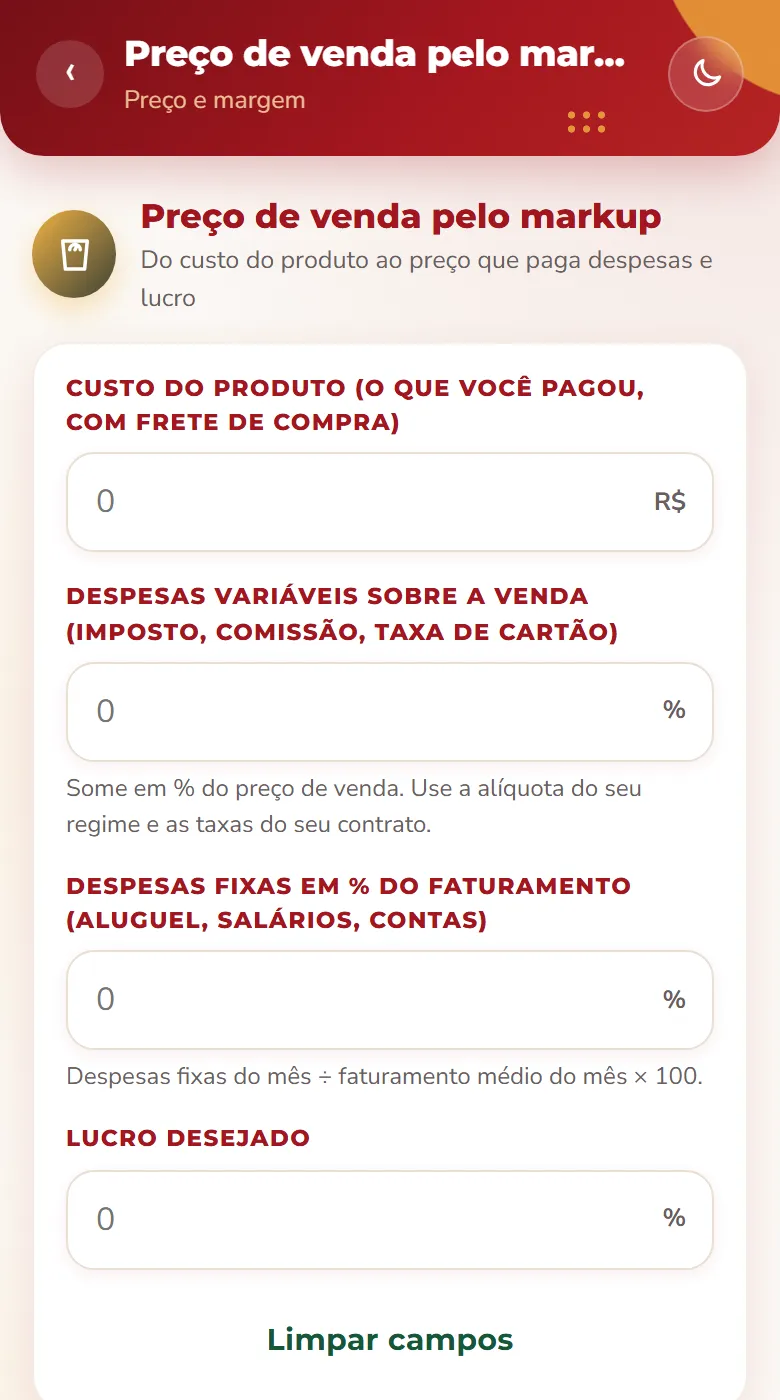 Preço de venda pelo mar...
Preço e margem
Preço de venda pelo markup
Do custo do produto ao preço que paga despesas e
lucro
CUSTO DO PRODUTO (O QUE VOCÊ PAGOU,
COM FRETE DE COMPRA)
0 R$
DESPESAS VARIÁVEIS SOBRE A VENDA
(IMPOSTO, COMISSÃO, TAXA DE CARTÃO)
0 %
Some em % do preço de venda. Use a alíquota do seu
regime e as taxas do seu contrato.
DESPESAS FIXAS EM % DO FATURAMENTO
(ALUGUEL, SALÁRIOS, CONTAS)
0 %
Despesas fixas do mês ÷ faturamento médio do mês × 100.
LUCRO DESEJADO
0 %
Limpar campos